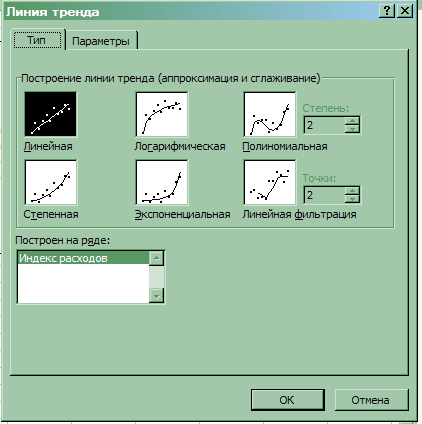 Линия тренда
Тип Параметры
Построение линии тренда (аппроксимация и сглаживание)
Линейная Логарифмическая Полиномиальная
Степень:
2
Степенная Экспоненциальная Линейная фильтрация
Точки:
2
Построен на ряде:
Индекс расходов
ОК Отмена